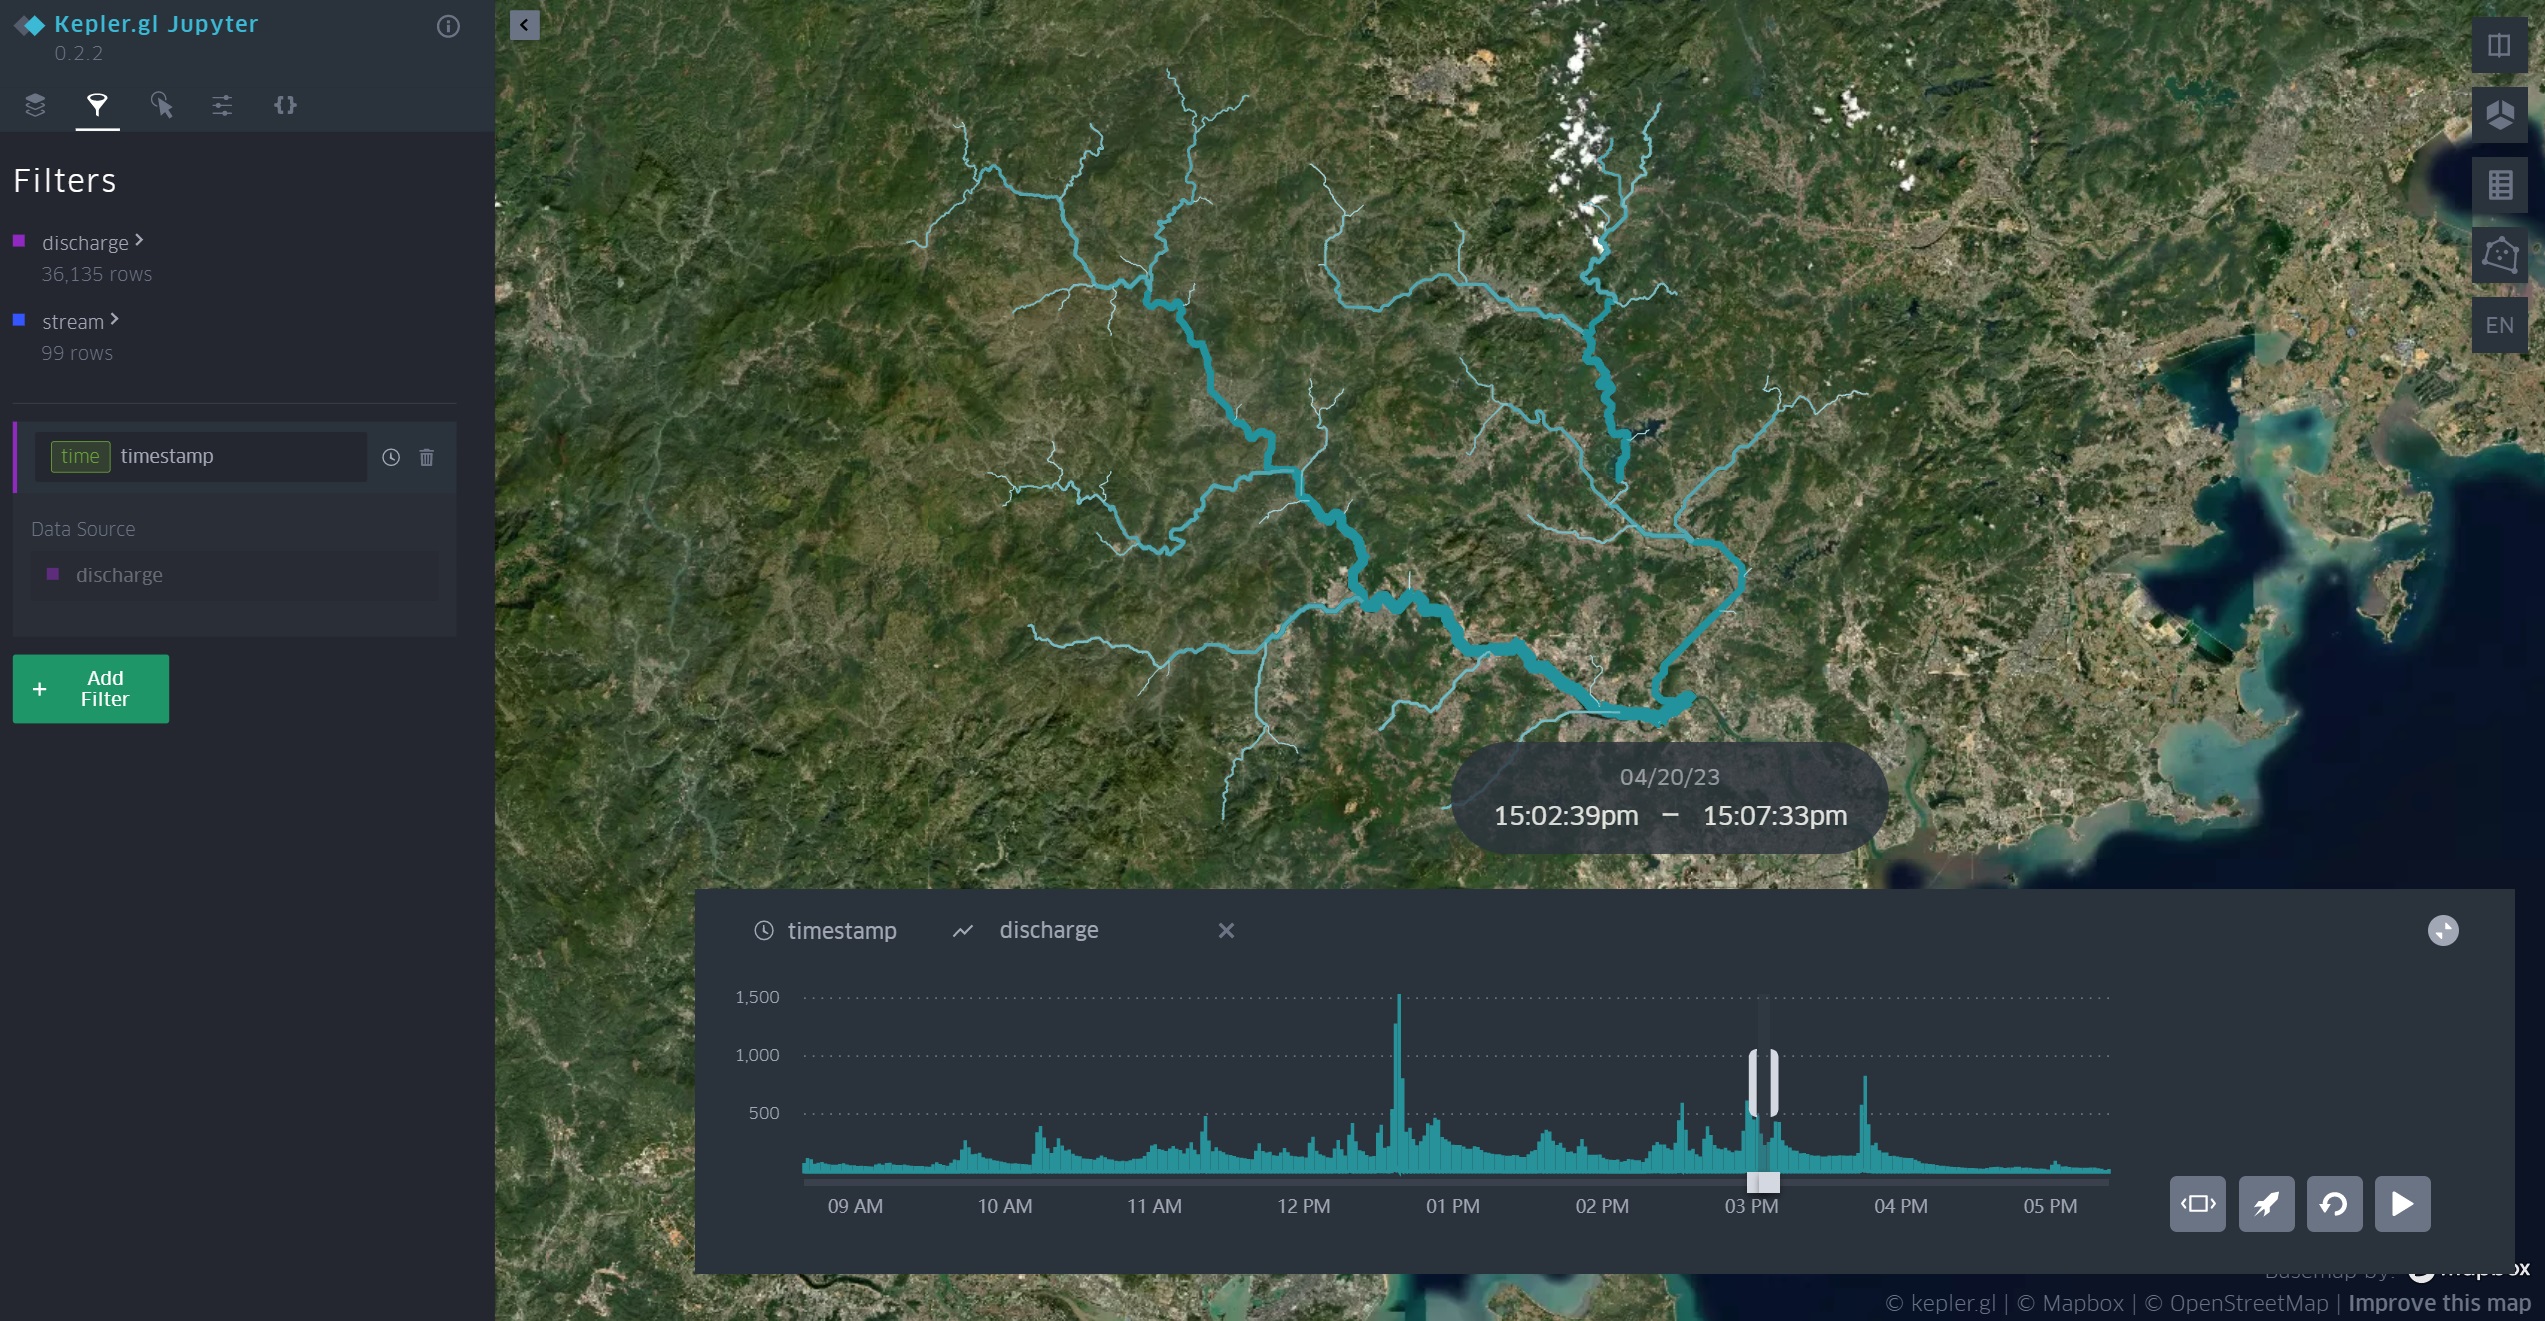 Kepler.gl Jupyter
0.2.2
Filters
discharge
36,135 rows
stream
99 rows
time timestamp
Data Source
discharge
+ Add
Filter
EN
04/20/23
15:02:39pm – 15:07:33pm
timestamp discharge
1,500
1,000
500
09 AM 10 AM 11 AM 12 PM 01 PM 02 PM 03 PM 04 PM 05 PM
Basemap by: mapbox
© kepler.gl | © Mapbox | © OpenStreetMap | Improve this map